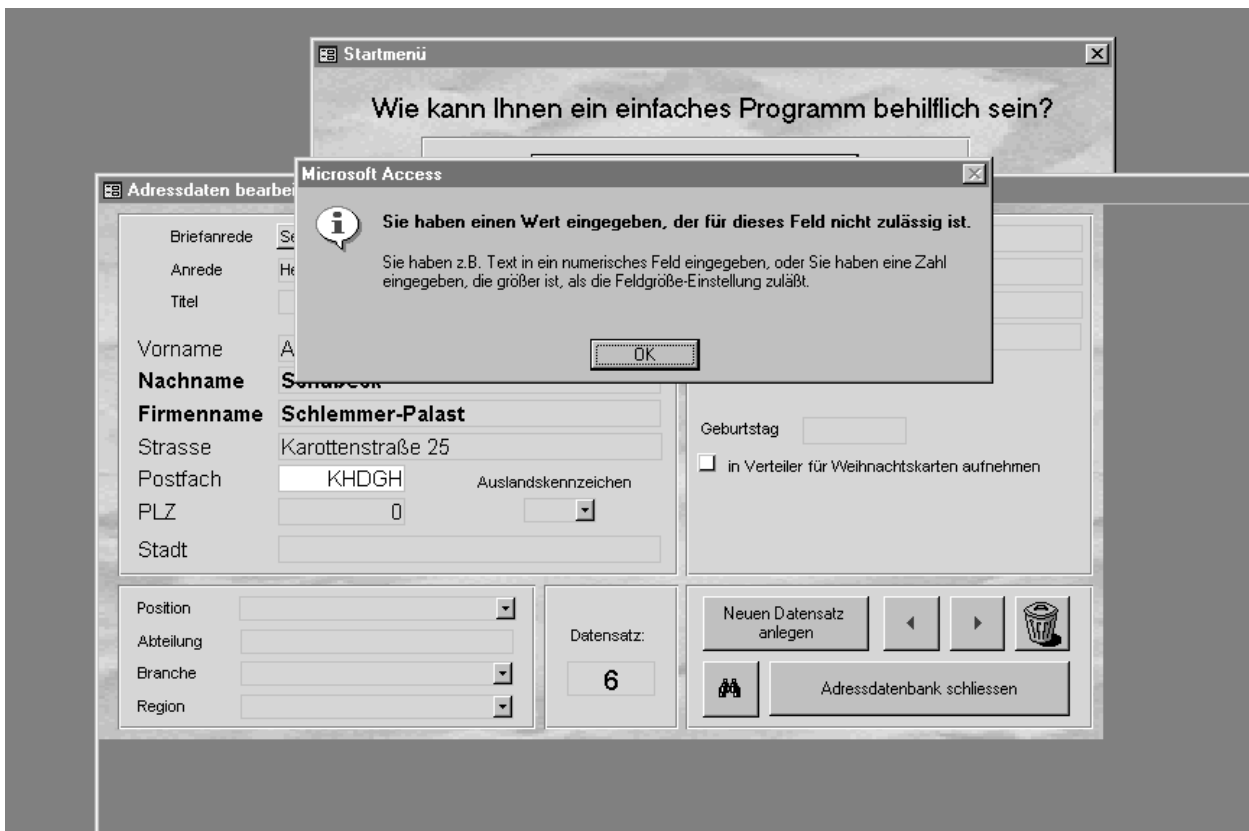 Startmenü
Wie kann Ihnen ein einfaches Programm behilflich sein?
Microsoft Access
Sie haben einen Wert eingegeben, der für dieses Feld nicht zulässig ist.
Sie haben z.B. Text in ein numerisches Feld eingegeben, oder Sie haben eine Zahl
eingegeben, die größer ist, als die Feldgröße-Einstellung zuläßt.
OK
Adressdaten bearbei
Briefanrede Se
Anrede He
Titel
Vorname A
Nachname
Firmenname Schlemmer-Palast
Strasse Karottenstraße 25
Postfach KHDGH Auslandskennzeichen
PLZ 0
Stadt
Geburtstag
in Verteiler für Weihnachtskarten aufnehmen
Position
Abteilung
Branche
Region
Datensatz:
6
Neuen Datensatz
anlegen
Adressdatenbank schliessen